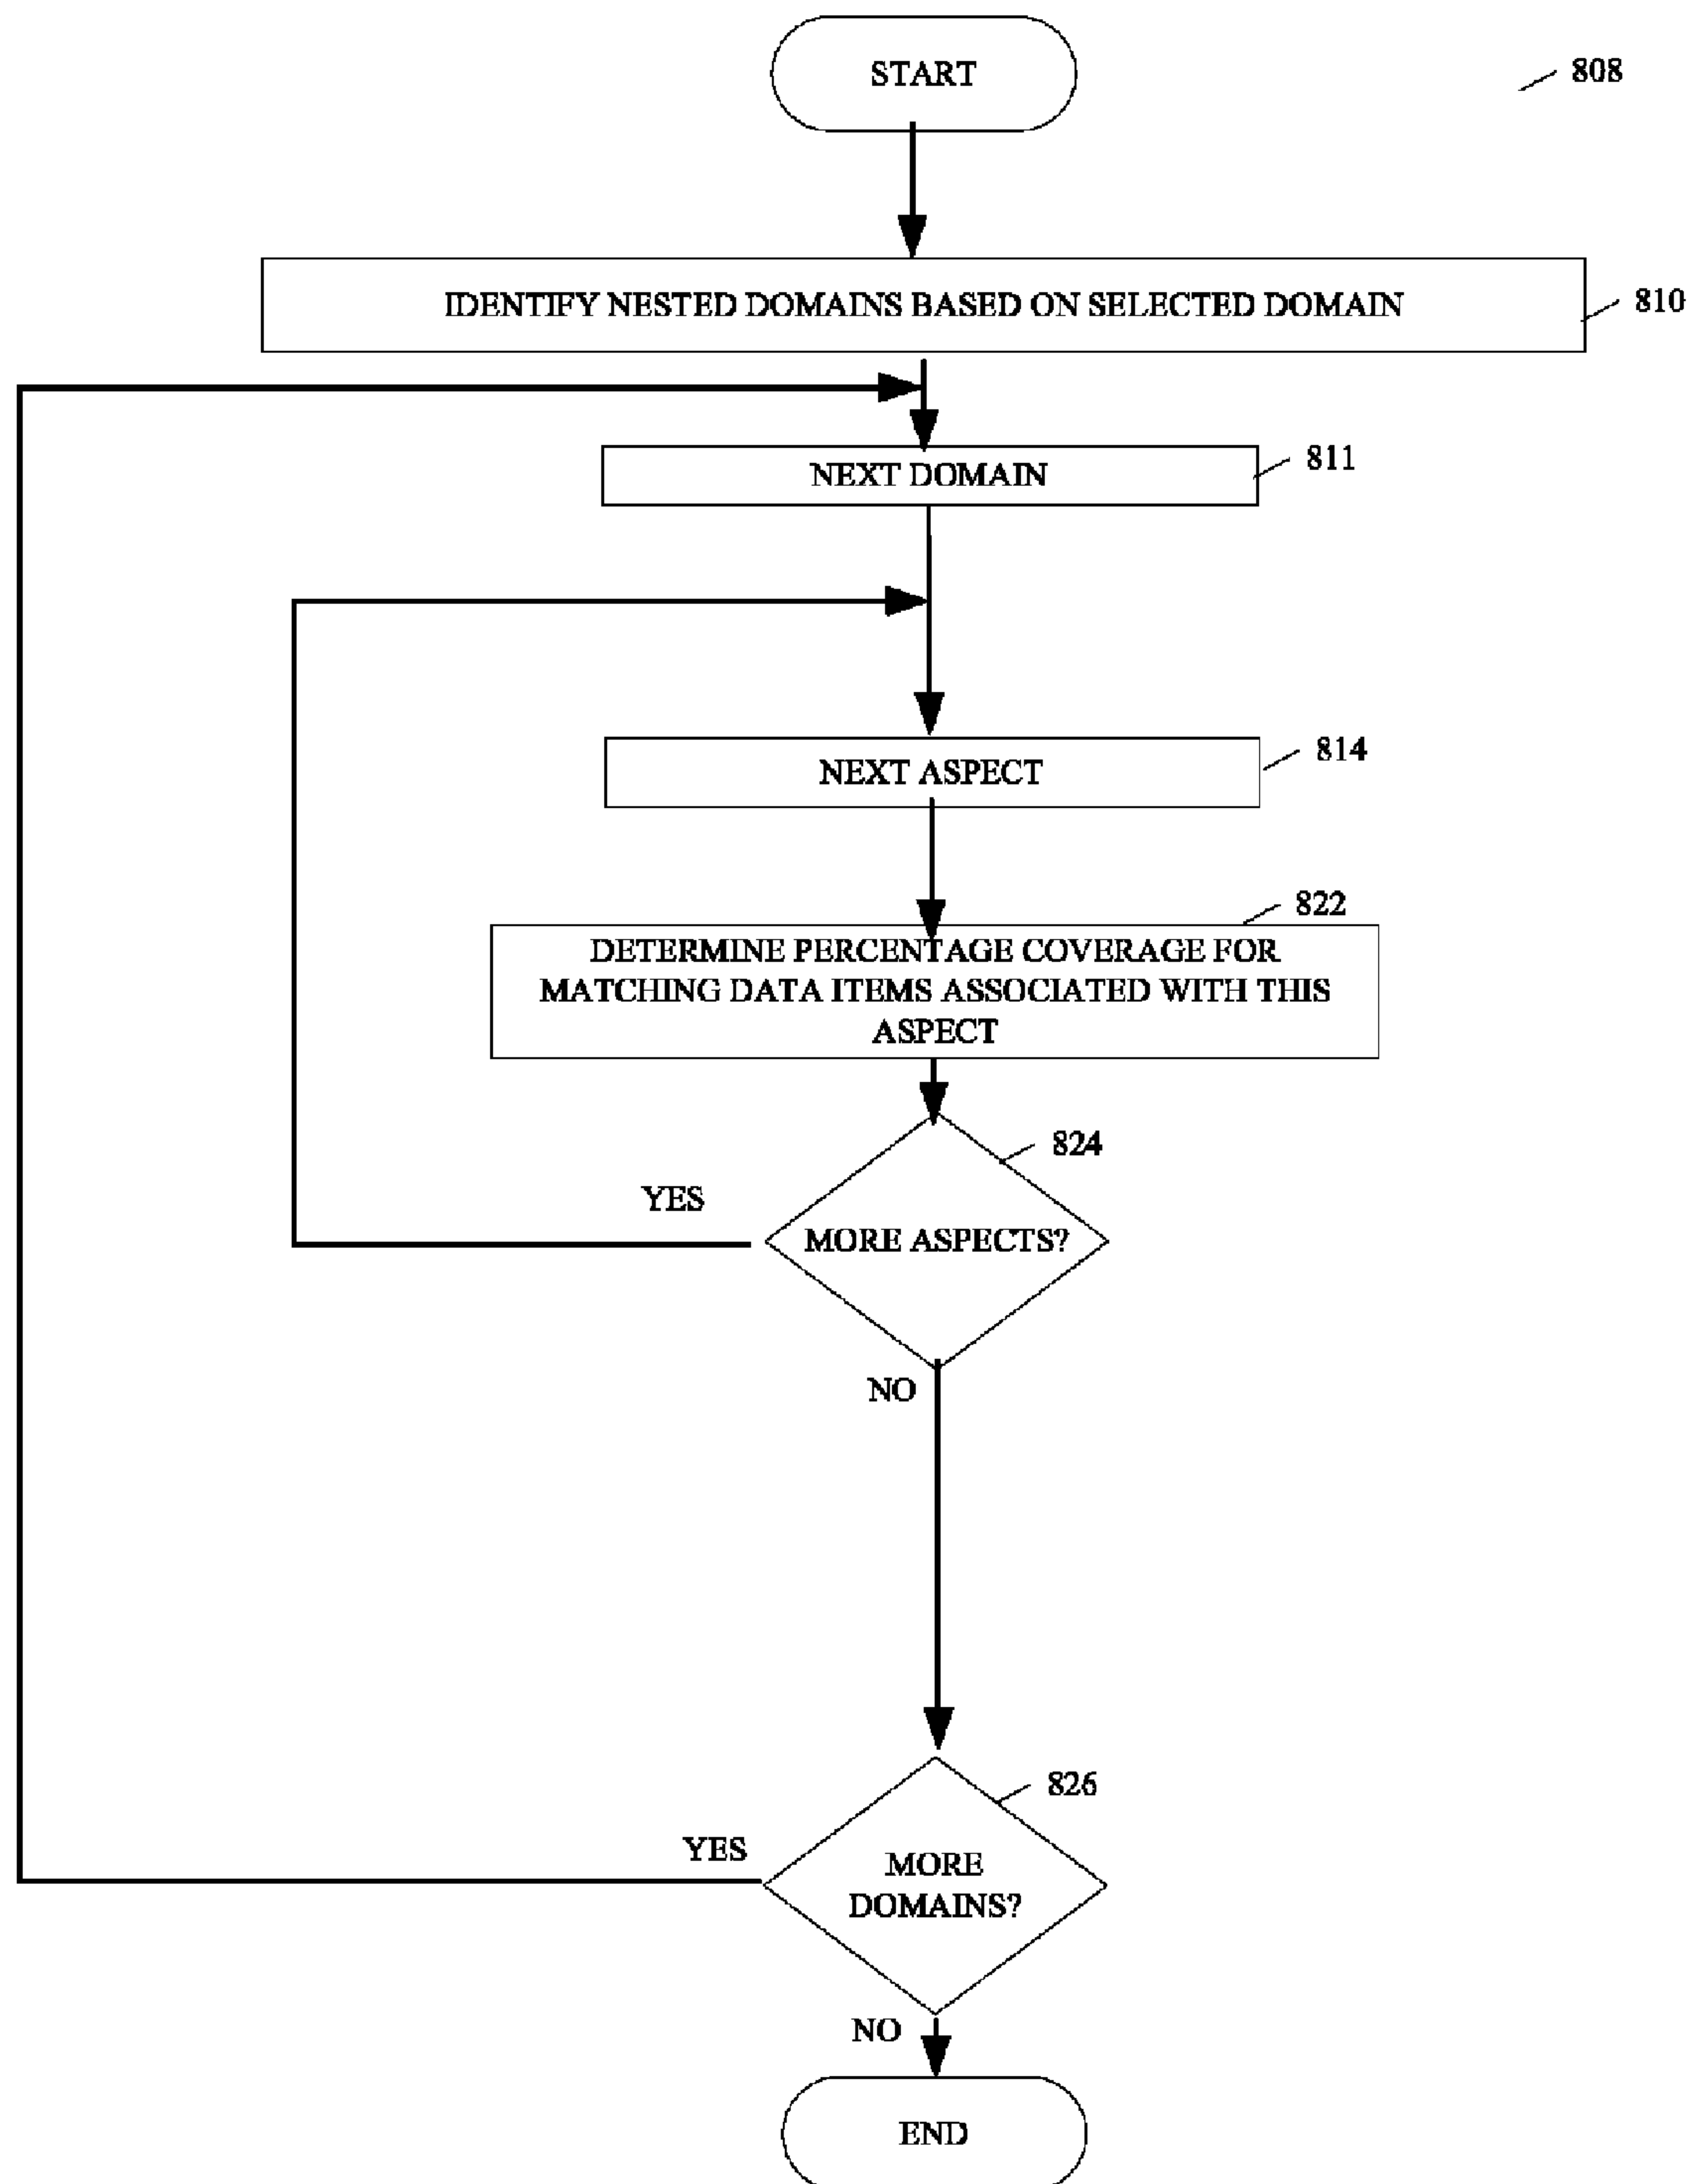 START
808
IDENTIFY NESTED DOMAINS BASED ON SELECTED DOMAIN
810
NEXT DOMAIN
811
NEXT ASPECT
814
822
DETERMINE PERCENTAGE COVERAGE FOR
MATCHING DATA ITEMS ASSOCIATED WITH THIS
ASPECT
824
YES
MORE ASPECTS?
NO
826
YES
MORE
DOMAINS?
NO
END